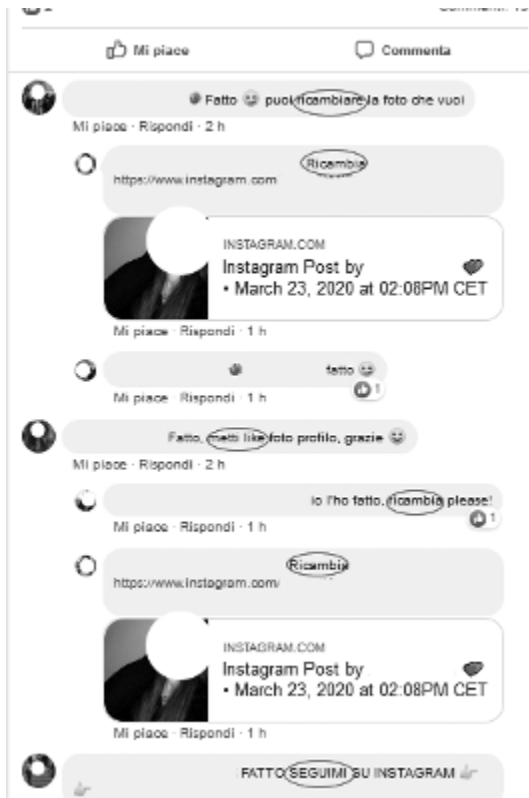 Mi piace Commenta
Fatto puoi ricambiare la foto che vuoi
Mi piace · Rispondi · 2 h
Ricambia
https://www.instagram.com
INSTAGRAM.COM
Instagram Post by
• March 23, 2020 at 02:08PM CET
Mi piace · Rispondi · 1 h
fatto
1
Mi piace · Rispondi · 1 h
Fatto, metti like foto profilo, grazie
Mi piace · Rispondi · 2 h
io l'ho fatto, ricambia please!
1
Mi piace · Rispondi · 1 h
Ricambia
https://www.instagram.com/
INSTAGRAM.COM
Instagram Post by
• March 23, 2020 at 02:08PM CET
Mi piace · Rispondi · 1 h
FATTO SEGUIMI SU INSTAGRAM